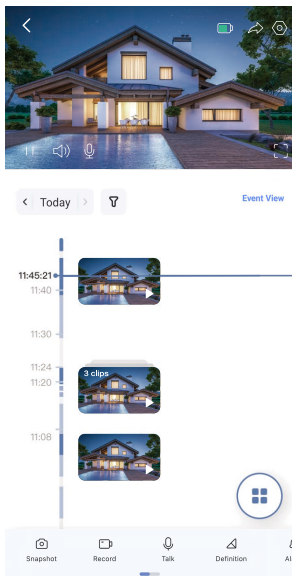 Today
Event View
11:45:21
11:40
11:30
11:24
3 clips
11:20
11:08
Snapshot
Record
Talk
Definition